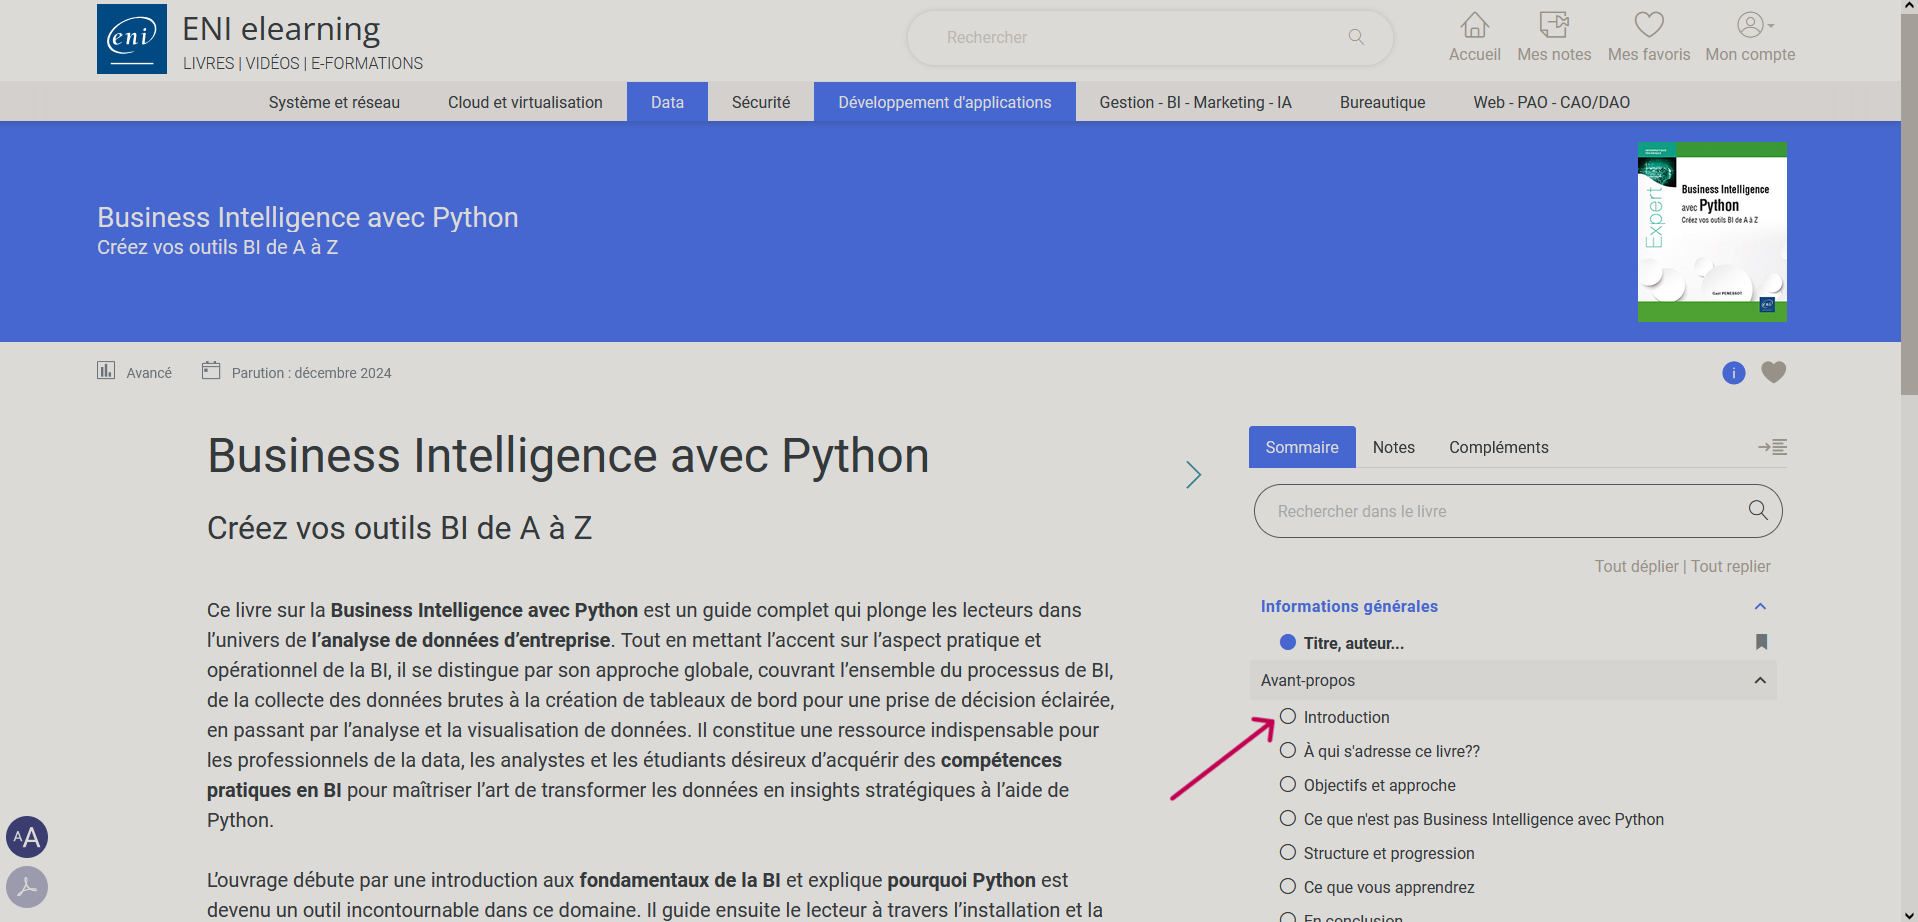 eni
ENI elearning
LIVRES | VIDÉOS | E-FORMATIONS
Rechercher
Accueil
Mes notes
Mes favoris
Mon compte
Système et réseau
Cloud et virtualisation
Data
Sécurité
Développement d'applications
Gestion - BI - Marketing - IA
Bureautique
Web - PAO - CAO/DAO
Business Intelligence avec Python
Créez vos outils BI de A à Z
Expert
Business Intelligence
avec Python
Créez vos outils BI de A à Z
Gaël PENESSOT
eni
Avancé
Parution : décembre 2024
i
Business Intelligence avec Python
Créez vos outils BI de A à Z
Ce livre sur la Business Intelligence avec Python est un guide complet qui plonge les lecteurs dans
l’univers de l’analyse de données d’entreprise. Tout en mettant l’accent sur l’aspect pratique et
opérationnel de la BI, il se distingue par son approche globale, couvrant l’ensemble du processus de BI,
de la collecte des données brutes à la création de tableaux de bord pour une prise de décision éclairée,
en passant par l’analyse et la visualisation de données. Il constitue une ressource indispensable pour
les professionnels de la data, les analystes et les étudiants désireux d’acquérir des compétences
pratiques en BI pour maîtriser l’art de transformer les données en insights stratégiques à l’aide de
Python.
L’ouvrage débute par une introduction aux fondamentaux de la BI et explique pourquoi Python est
devenu un outil incontournable dans ce domaine. Il guide ensuite le lecteur à travers l’installation et la
AA
Sommaire
Notes
Compléments
Rechercher dans le livre
Tout déplier | Tout replier
Informations générales
Titre, auteur...
Avant-propos
Introduction
À qui s'adresse ce livre??
Objectifs et approche
Ce que n'est pas Business Intelligence avec Python
Structure et progression
Ce que vous apprendrez
En conclusion